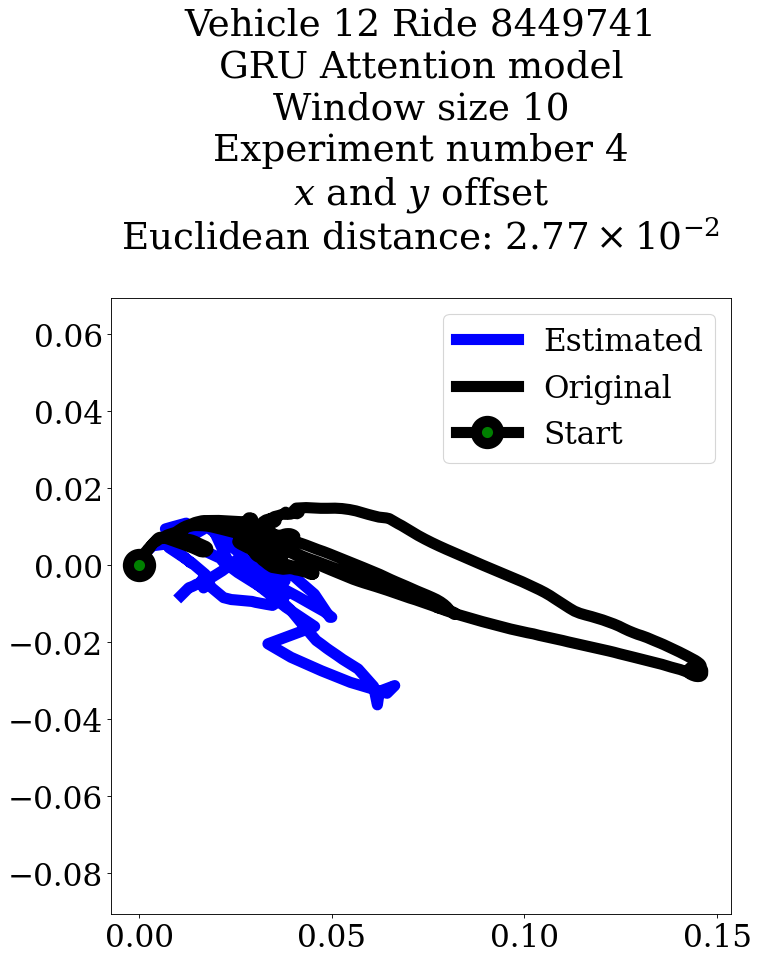 Vehicle 12 Ride 8449741
GRU Attention model
Window size 10
Experiment number 4
x and y offset
Euclidean distance: 2.77 × 10⁻²
Estimated
Original
Start
0.06
0.04
0.02
0.00
−0.02
−0.04
−0.06
−0.08
0.00 0.05 0.10 0.15